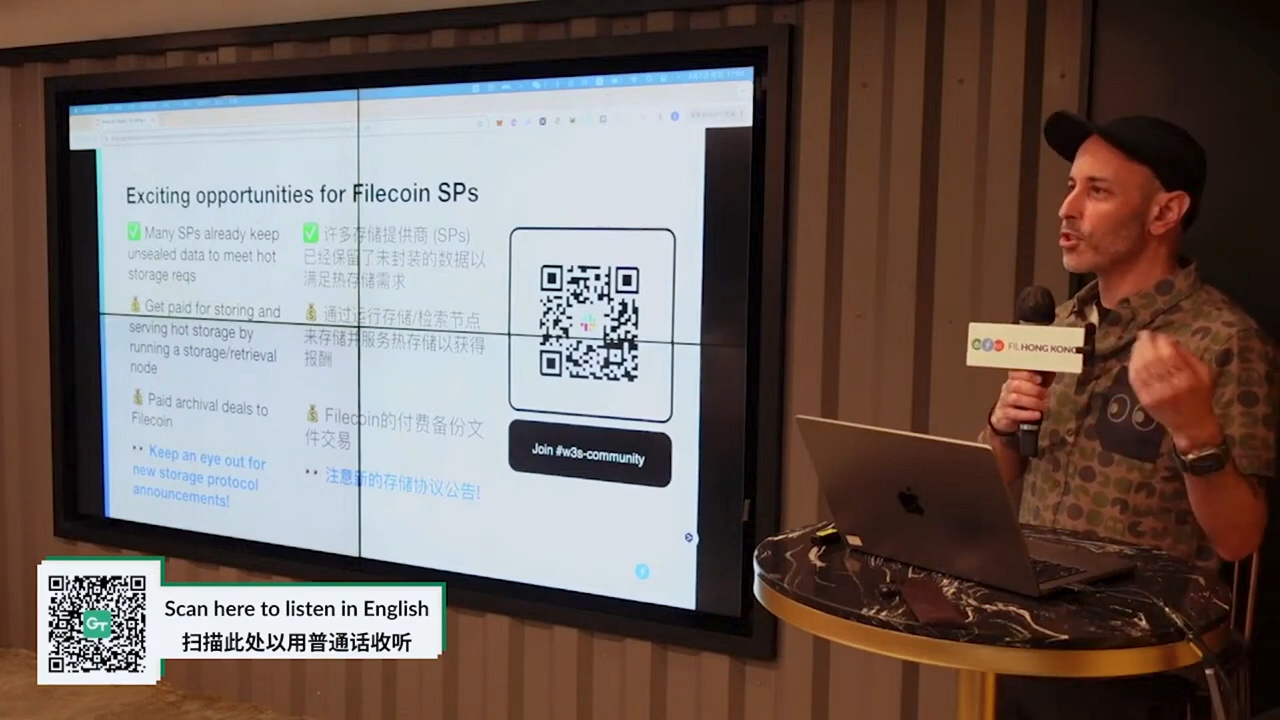 Exciting opportunities for Filecoin SPs
✅ Many SPs already keep
unsealed data to meet hot
storage reqs
💰 Get paid for storing and
serving hot storage by
running a storage/retrieval
node
💰 Paid archival deals to
Filecoin
👀 Keep an eye out for
new storage protocol
announcements!
✅ 许多存储提供商 (SPs)
已经保留了未封装的数据以
满足热存储需求
💰 通过运行存储/检索节点
来存储并服务热存储以获得
报酬
💰 Filecoin的付费备份文
件交易
👀 注意新的存储协议公告!
Join #w3s-community
FIL HONG KONG
GT
Scan here to listen in English
扫描此处以用普通话收听